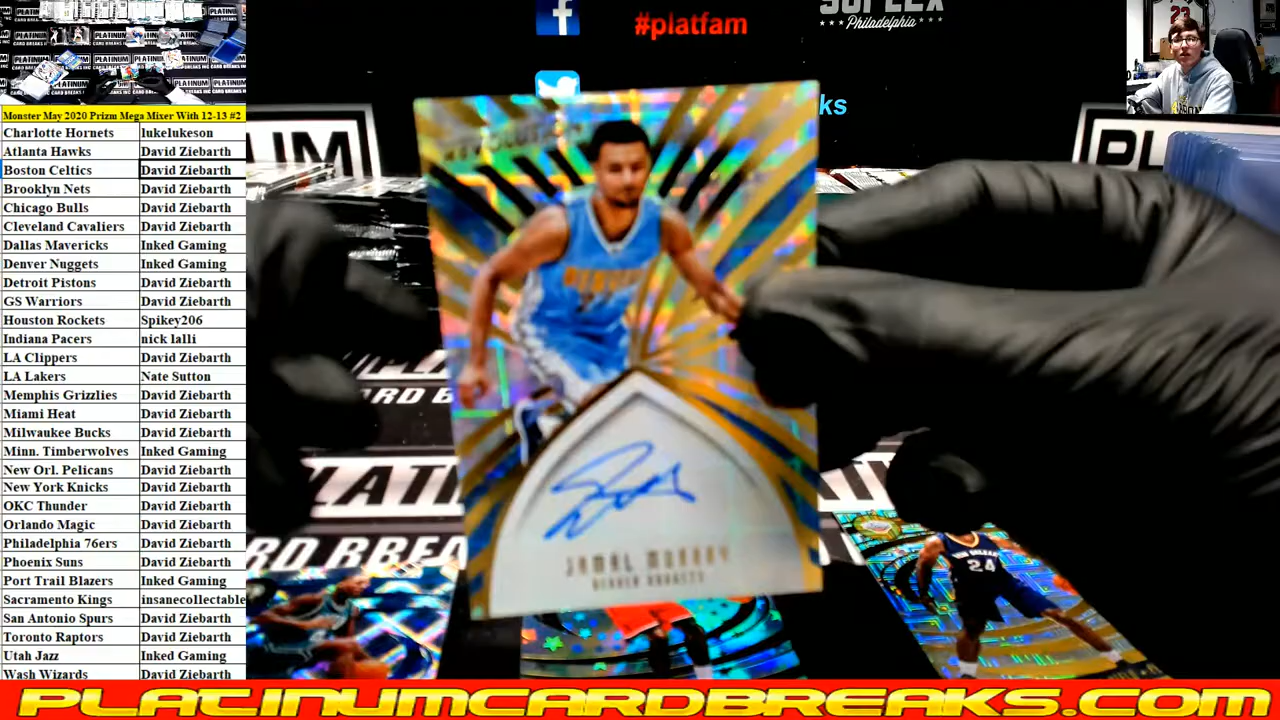 #platfam
SUPLEX
Philadelphia
Monster May 2020 Prizm Mega Mixer With 12-13 #2
Charlotte Hornets lukelukeson
Atlanta Hawks David Ziebarth
Boston Celtics David Ziebarth
Brooklyn Nets David Ziebarth
Chicago Bulls David Ziebarth
Cleveland Cavaliers David Ziebarth
Dallas Mavericks Inked Gaming
Denver Nuggets Inked Gaming
Detroit Pistons David Ziebarth
GS Warriors David Ziebarth
Houston Rockets Spikey206
Indiana Pacers nick lalli
LA Clippers David Ziebarth
LA Lakers Nate Sutton
Memphis Grizzlies David Ziebarth
Miami Heat David Ziebarth
Milwaukee Bucks David Ziebarth
Minn. Timberwolves Inked Gaming
New Orl. Pelicans David Ziebarth
New York Knicks David Ziebarth
OKC Thunder David Ziebarth
Orlando Magic David Ziebarth
Philadelphia 76ers David Ziebarth
Phoenix Suns David Ziebarth
Port Trail Blazers Inked Gaming
Sacramento Kings insanecollectable
San Antonio Spurs David Ziebarth
Toronto Raptors David Ziebarth
Utah Jazz Inked Gaming
Wash Wizards David Ziebarth
REVOLUTION
DENVER
JAMAL MURRAY
DENVER NUGGETS
24
PLATINUMCARDBREAKS.COM